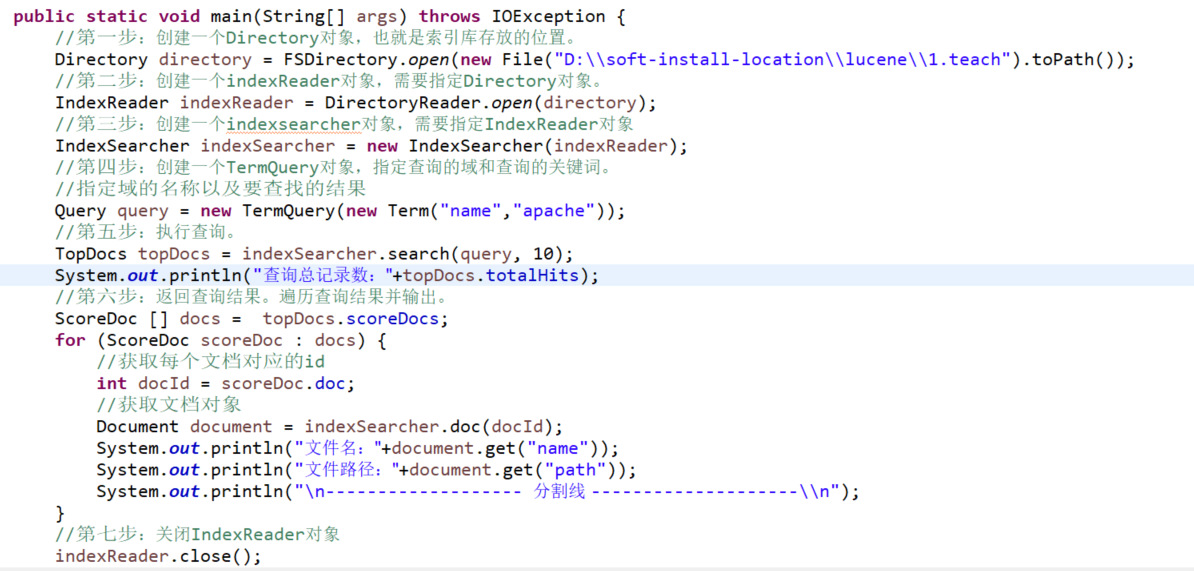 public static void main(String[] args) throws IOException {
//第一步：创建一个Directory对象，也就是索引库存放的位置。
Directory directory = FSDirectory.open(new File("D:\\soft-install-location\\lucene\\1.teach").toPath());
//第二步：创建一个indexReader对象，需要指定Directory对象。
IndexReader indexReader = DirectoryReader.open(directory);
//第三步：创建一个indexsearcher对象，需要指定IndexReader对象
IndexSearcher indexSearcher = new IndexSearcher(indexReader);
//第四步：创建一个TermQuery对象，指定查询的域和查询的关键词。
//指定域的名称以及要查找的结果
Query query = new TermQuery(new Term("name","apache"));
//第五步：执行查询。
TopDocs topDocs = indexSearcher.search(query, 10);
System.out.println("查询总记录数："+topDocs.totalHits);
//第六步：返回查询结果。遍历查询结果并输出。
ScoreDoc [] docs =  topDocs.scoreDocs;
for (ScoreDoc scoreDoc : docs) {
//获取每个文档对应的id
int docId = scoreDoc.doc;
//获取文档对象
Document document = indexSearcher.doc(docId);
System.out.println("文件名："+document.get("name"));
System.out.println("文件路径："+document.get("path"));
System.out.println("\n------------------- 分割线 --------------------\\n");
}
//第七步：关闭IndexReader对象
indexReader.close();